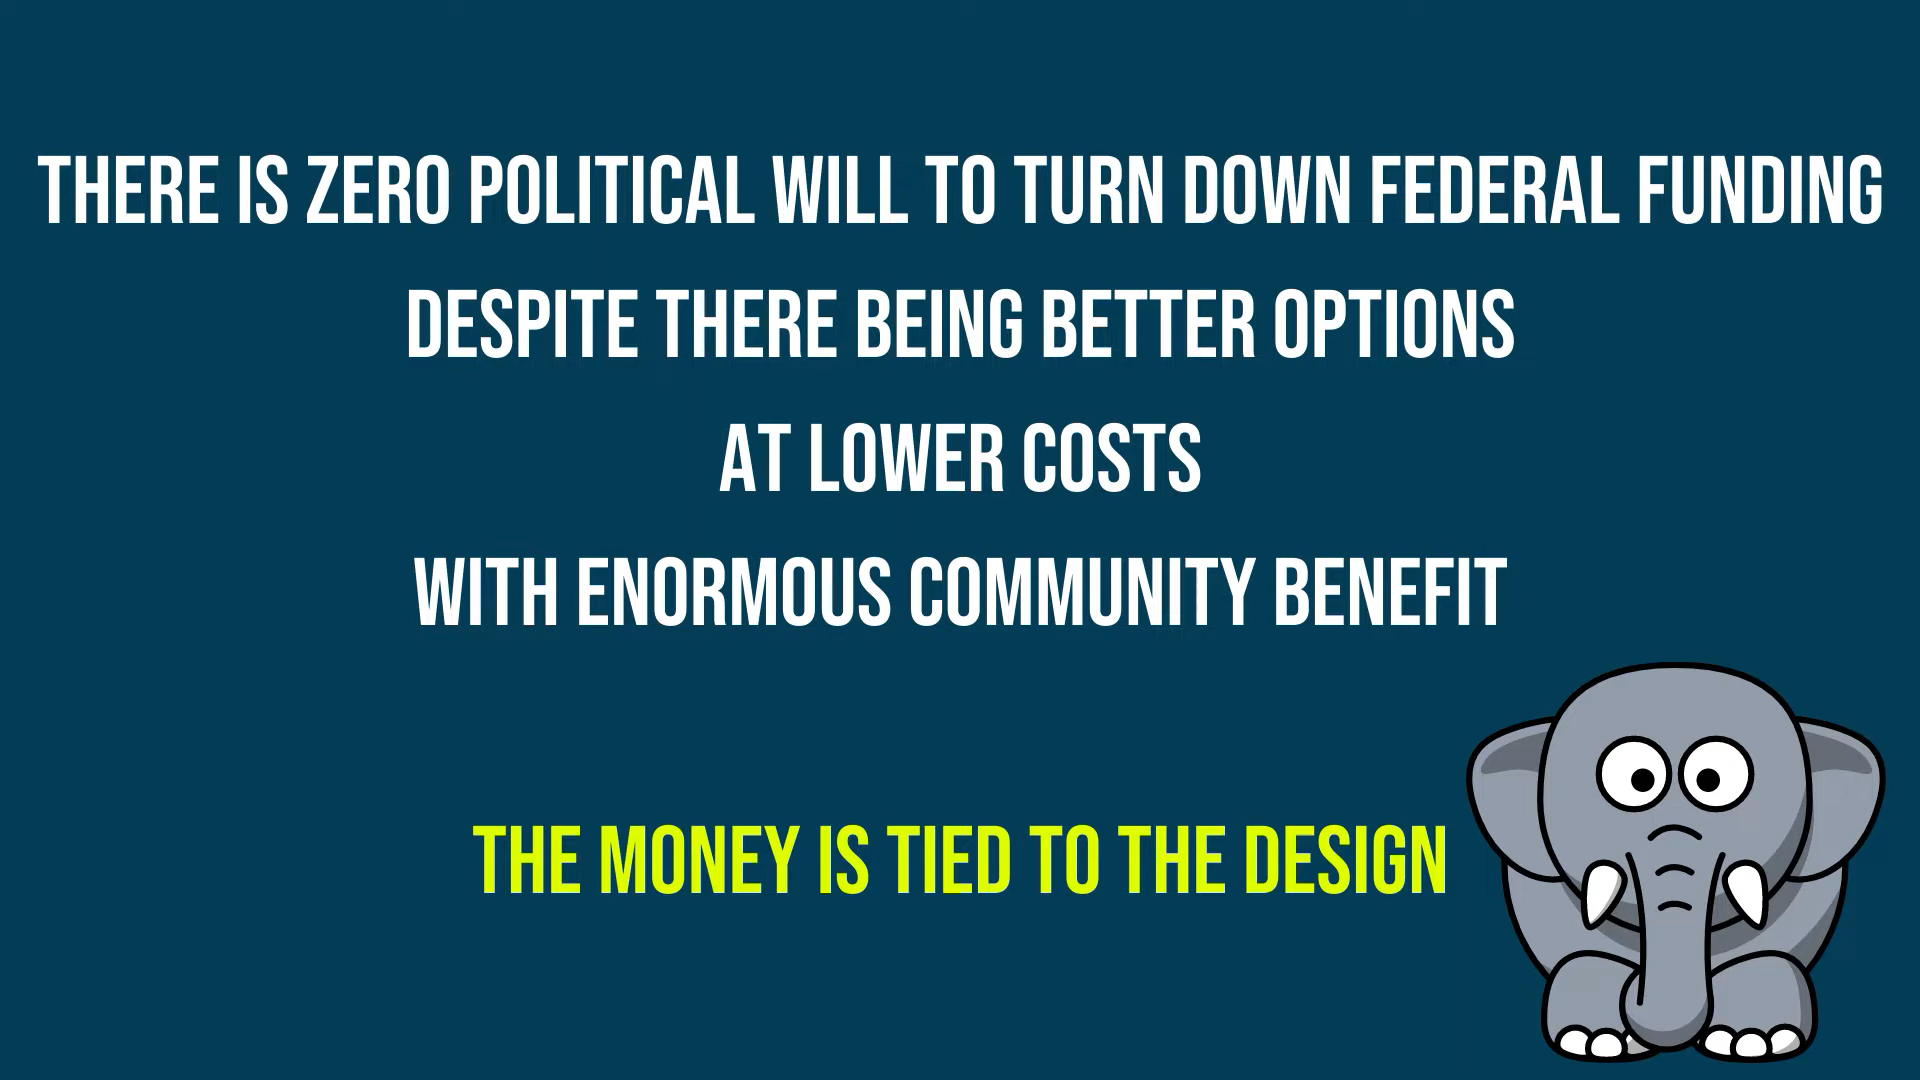 THERE IS ZERO POLITICAL WILL TO TURN DOWN FEDERAL FUNDING
DESPITE THERE BEING BETTER OPTIONS
AT LOWER COSTS
WITH ENORMOUS COMMUNITY BENEFIT
THE MONEY IS TIED TO THE DESIGN